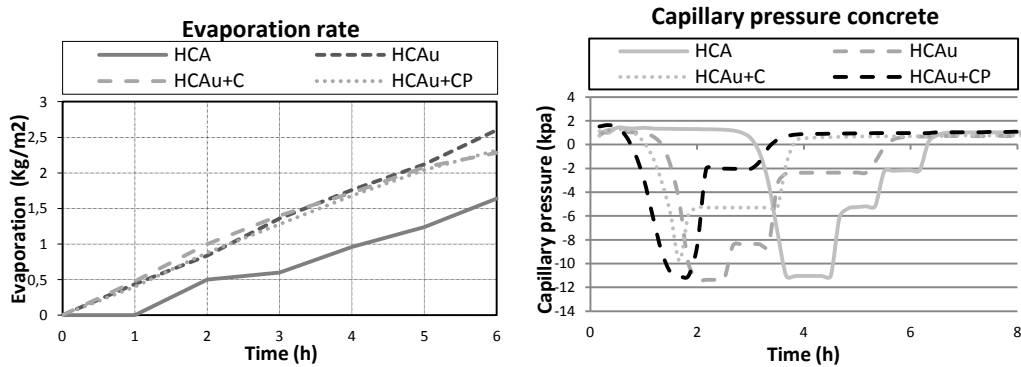 Evaporation rate
HCA HCAu
HCAu+C HCAu+CP
3
2,5
2
1,5
1
0,5
0
Evaporation (Kg/m2)
0 1 2 3 4 5 6
Time (h)
Capillary pressure concrete
HCA HCAu
HCAu+C HCAu+CP
4
2
0
-2
-4
-6
-8
-10
-12
-14
Capillary pressure (kpa)
0 2 4 6 8
Time (h)